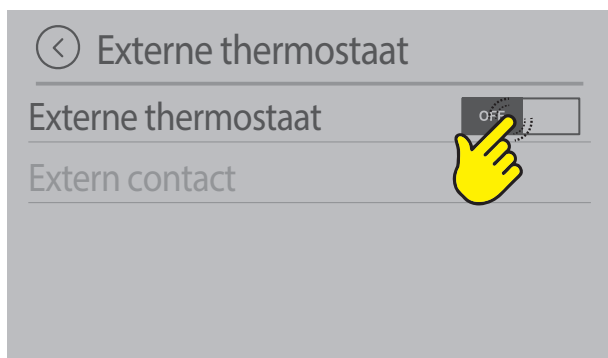 Externe thermostaat
Externe thermostaat OFF
Extern contact